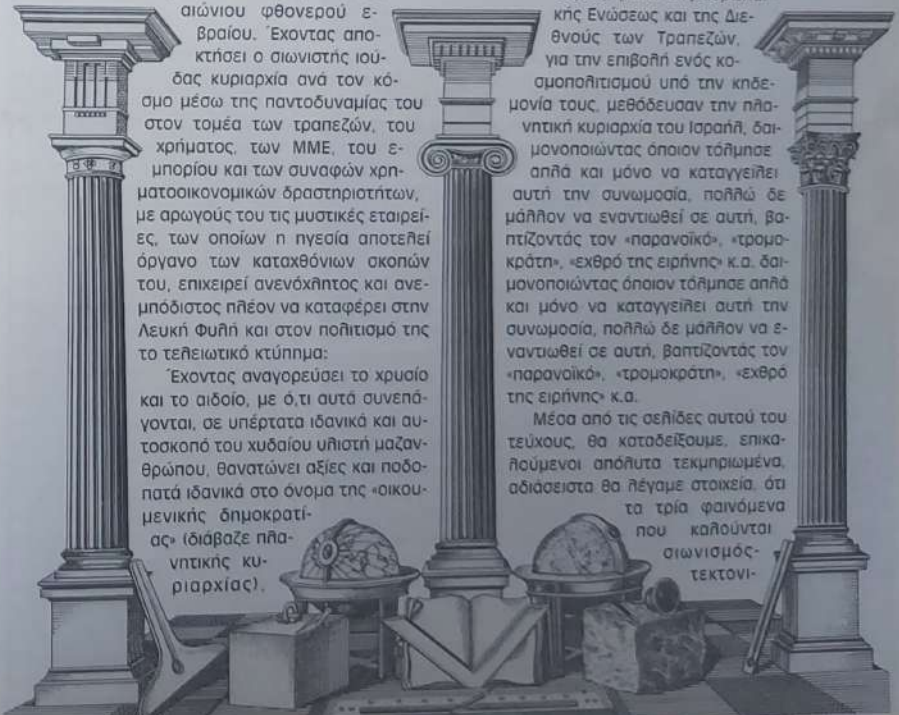 αιώνιου φθονερού ε-
βραίου. Έχοντας απο-
κτήσει ο σιωνιστής ιού-
δας κυριαρχία ανά τον κό-
σμο μέσω της παντοδυναμίας του
στον τομέα των τραπεζών, του
χρήματος, των ΜΜΕ, του ε-
μπορίου και των συναφών χρη-
ματοοικονομικών δραστηριοτήτων,
με αρωγούς του τις μυστικές εταιρεί-
ες, των οποίων η ηγεσία αποτελεί
όργανο των καταχθόνιων σκοπών
του, επιχειρεί ανενόχλητος και ανε-
μπόδιστος πλέον να καταφέρει στην
Λευκή Φυλή και στον πολιτισμό της
το τελειωτικό κτύπημα:
Έχοντας αναγορεύσει το χρυσίο
και το αιδοίο, με ό,τι αυτά συνεπά-
γονται, σε υπέρτατα ιδανικά και αυ-
τοσκοπό του χυδαίου υλιστή μαζαν-
θρώπου, θανατώνει αξίες και ποδο-
πατά ιδανικά στο όνομα της «οικου-
μενικής δημοκρατί-
ας» (διάβαζε πλα-
νητικής κυ-
ριαρχίας),
κής Ενώσεως και της Διε-
θνούς των Τραπεζών,
για την επιβολή ενός κο-
σμοπολιτισμού υπό την κηδε-
μονία τους, μεθόδευσαν την πλα-
νητική κυριαρχία του Ισραήλ, δαι-
μονοποιώντας όποιον τόλμησε
απλά και μόνο να καταγγείλει
αυτή την συνωμοσία, πολλώ δε
μάλλον να εναντιωθεί σε αυτή, βα-
πτίζοντάς τον «παρανοϊκό», «τρομο-
κράτη», «εχθρό της ειρήνης» κ.α. δαι-
μονοποιώντας όποιον τόλμησε απλά
και μόνο να καταγγείλει αυτή την
συνωμοσία, πολλώ δε μάλλον να ε-
ναντιωθεί σε αυτή, βαπτίζοντάς τον
«παρανοϊκό», «τρομοκράτη», «εχθρό
της ειρήνης» κ.α.
Μέσα από τις σελίδες αυτού του
τεύχους, θα καταδείξουμε, επικα-
λούμενοι απόλυτα τεκμηριωμένα,
αδιάσειστα θα λέγαμε στοιχεία, ότι
τα τρία φαινόμενα
που καλούνται
σιωνισμός-
τεκτονι-